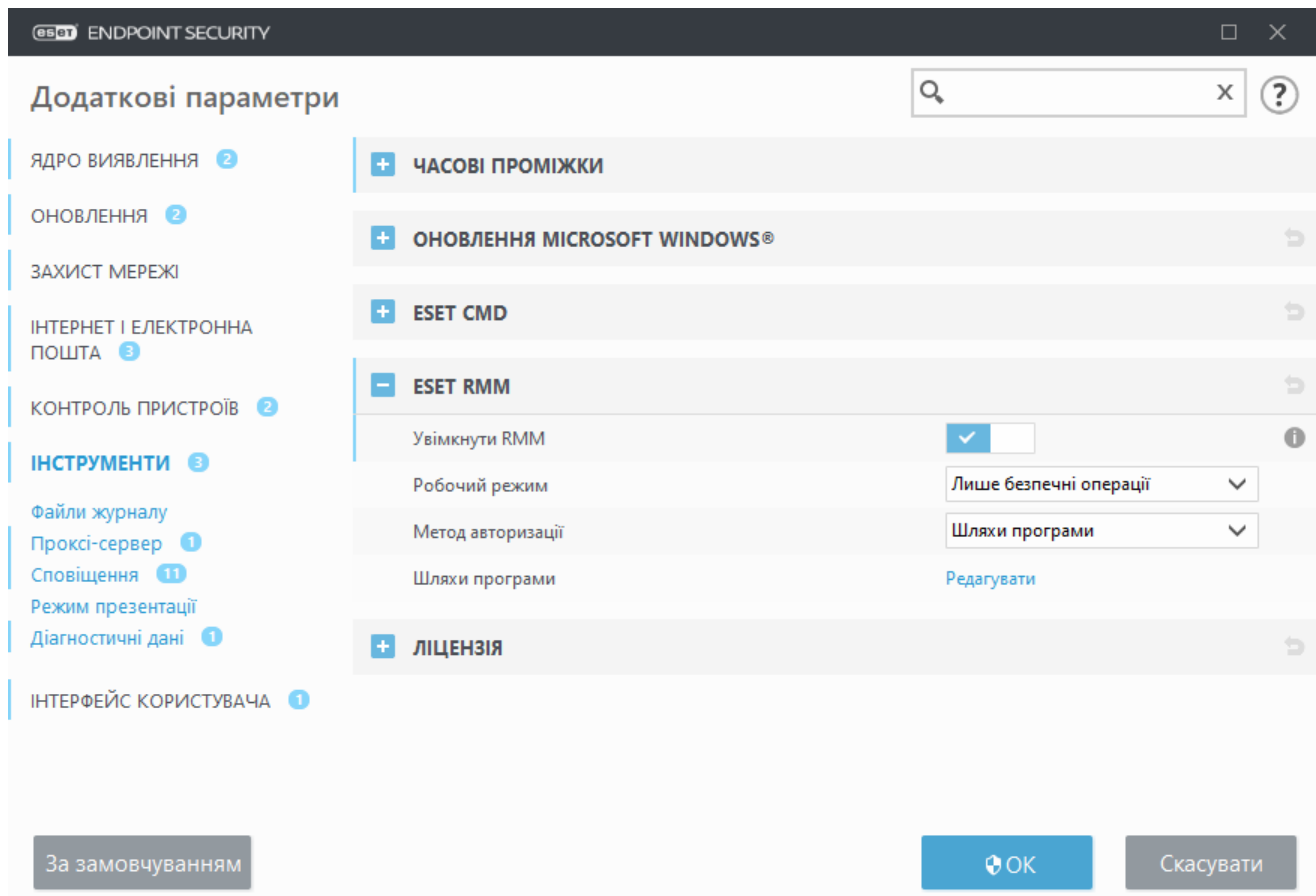 eset ENDPOINT SECURITY
Додаткові параметри
ЯДРО ВИЯВЛЕННЯ 2
ОНОВЛЕННЯ 2
ЗАХИСТ МЕРЕЖІ
ІНТЕРНЕТ І ЕЛЕКТРОННА
ПОШТА 3
КОНТРОЛЬ ПРИСТРОЇВ 2
ІНСТРУМЕНТИ 3
Файли журналу
Проксі-сервер 1
Сповіщення 11
Режим презентації
Діагностичні дані 1
ІНТЕРФЕЙС КОРИСТУВАЧА 1
ЧАСОВІ ПРОМІЖКИ
ОНОВЛЕННЯ MICROSOFT WINDOWS®
ESET CMD
ESET RMM
Увімкнути RMM
Робочий режим Лише безпечні операції
Метод авторизації Шляхи програми
Шляхи програми Редагувати
ЛІЦЕНЗІЯ
За замовчуванням OK Скасувати